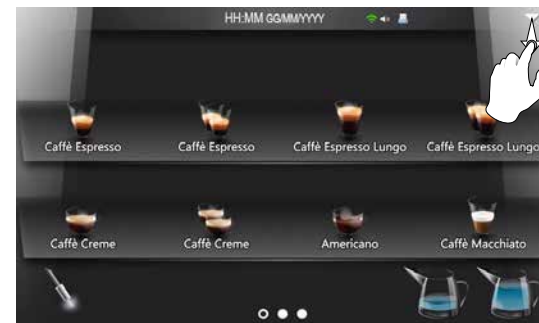 HH:MM GG/MM/YYYY
Caffè Espresso Caffè Espresso Caffè Espresso Lungo Caffè Espresso Lungo
Caffè Creme Caffè Creme Americano Caffè Macchiato